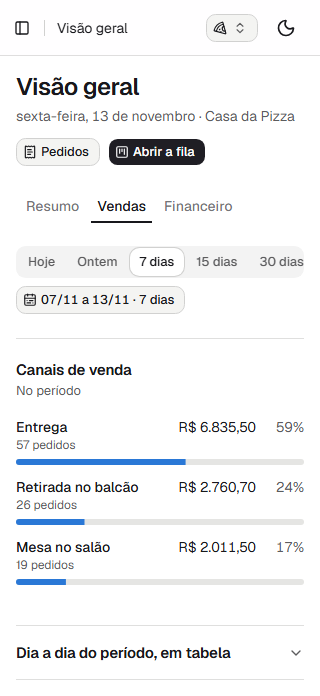 Visão geral
Visão geral
sexta-feira, 13 de novembro · Casa da Pizza
Pedidos
Abrir a fila
Resumo
Vendas
Financeiro
Hoje
Ontem
7 dias
15 dias
30 dias
07/11 a 13/11 · 7 dias
Canais de venda
No período
Entrega R$ 6.835,50 59%
57 pedidos
Retirada no balcão R$ 2.760,70 24%
26 pedidos
Mesa no salão R$ 2.011,50 17%
19 pedidos
Dia a dia do período, em tabela